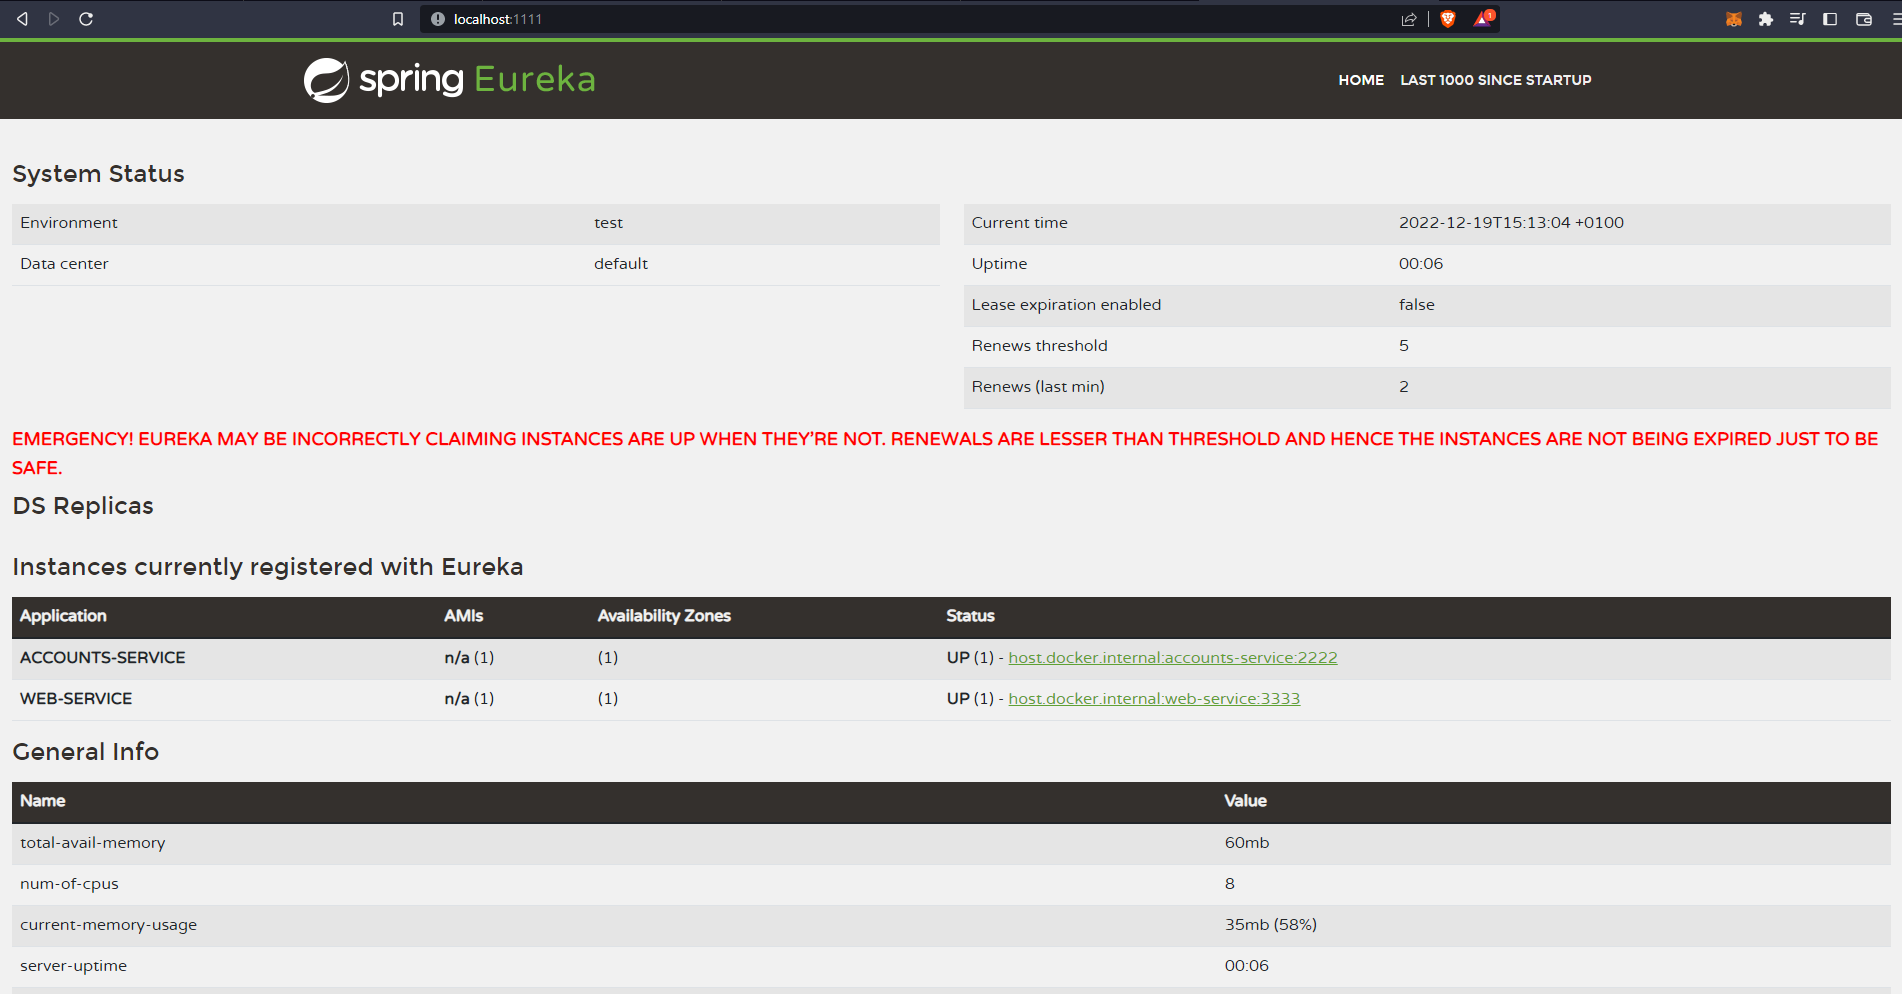 localhost:1111
1
spring Eureka
HOME LAST 1000 SINCE STARTUP
System Status
Environment test
Data center default
Current time 2022-12-19T15:13:04 +0100
Uptime 00:06
Lease expiration enabled false
Renews threshold 5
Renews (last min) 2
EMERGENCY! EUREKA MAY BE INCORRECTLY CLAIMING INSTANCES ARE UP WHEN THEY'RE NOT. RENEWALS ARE LESSER THAN THRESHOLD AND HENCE THE INSTANCES ARE NOT BEING EXPIRED JUST TO BE
SAFE.
DS Replicas
Instances currently registered with Eureka
Application AMIs Availability Zones Status
ACCOUNTS-SERVICE n/a (1) (1) UP (1) - host.docker.internal:accounts-service:2222
WEB-SERVICE n/a (1) (1) UP (1) - host.docker.internal:web-service:3333
General Info
Name Value
total-avail-memory 60mb
num-of-cpus 8
current-memory-usage 35mb (58%)
server-uptime 00:06